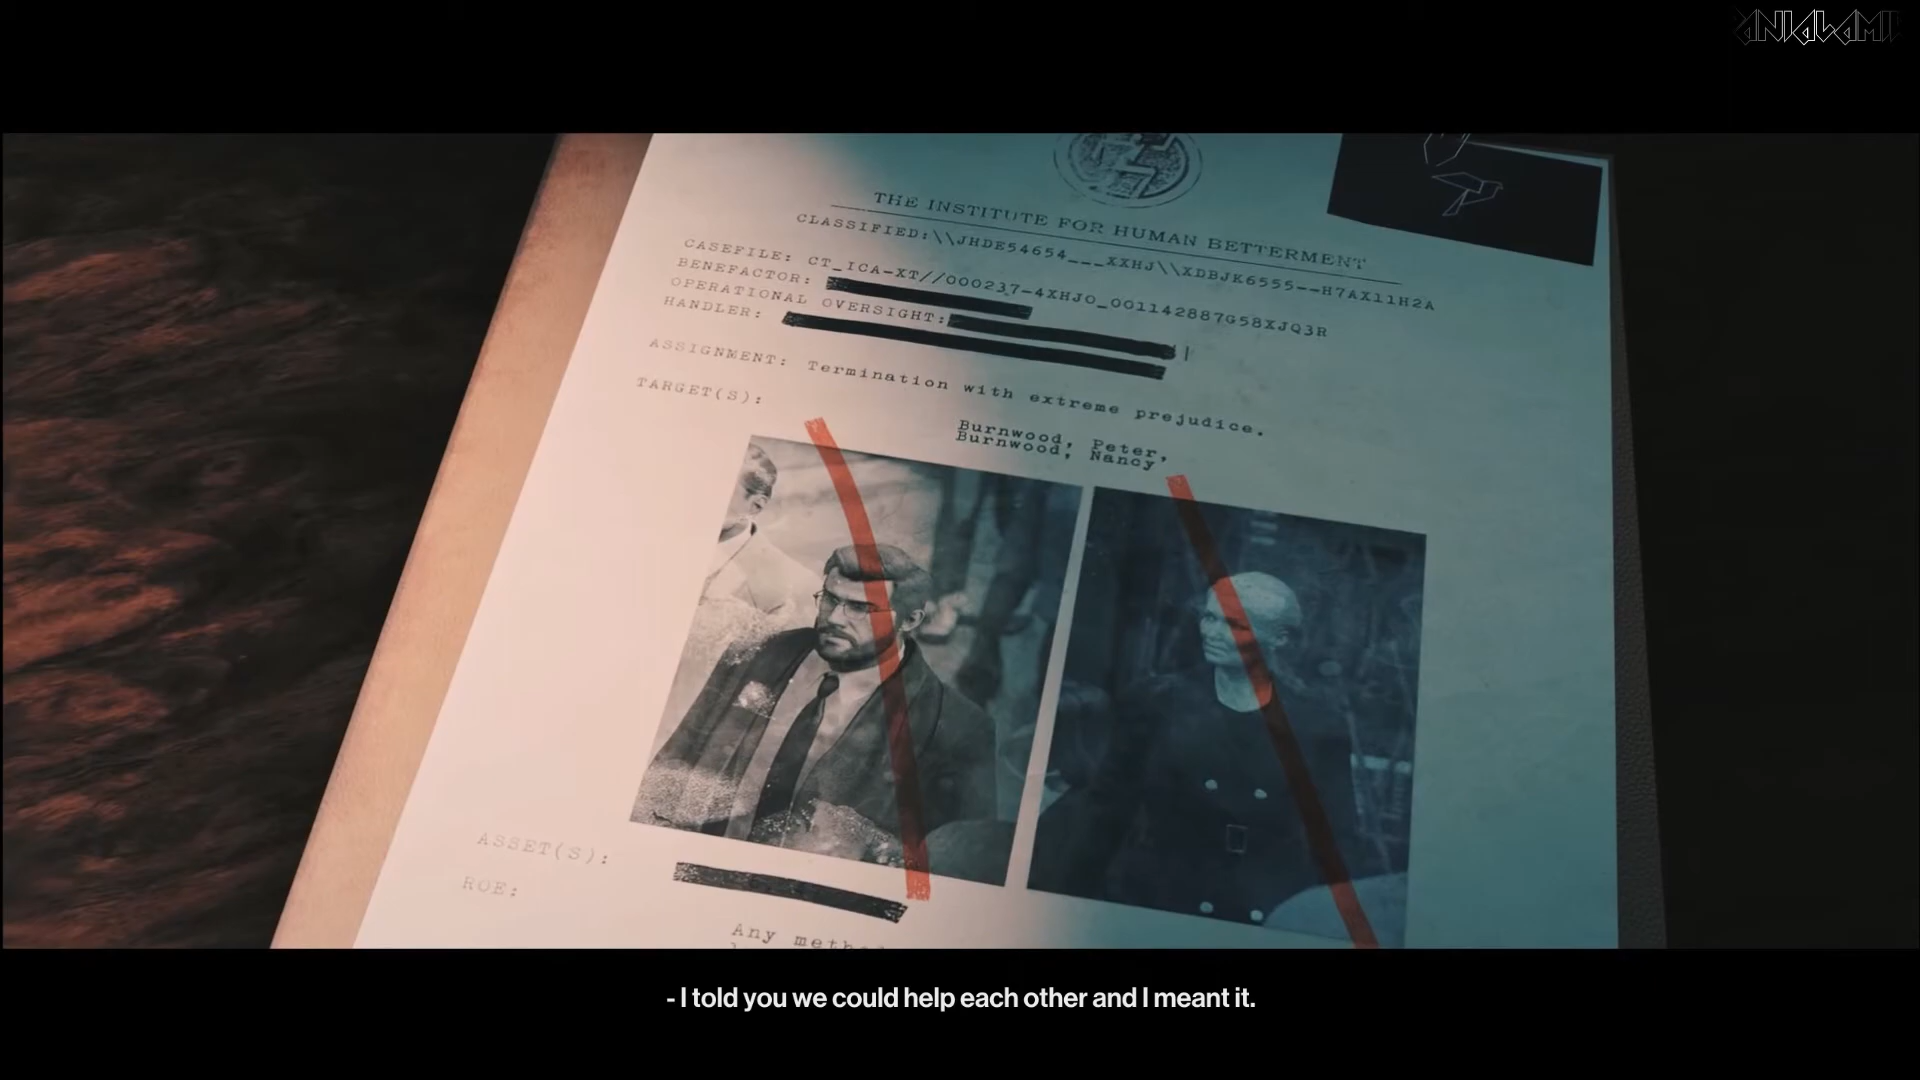 THE INSTITUTE FOR HUMAN BETTERMENT
CLASSIFIED:\\JHDE54654___XXHJ\\XDBJK6555--H7AX11H2A
CASEFILE: CT_ICA-XT//000237-4XHJO_001142887G58XJQ3R
BENEFACTOR:
OPERATIONAL OVERSIGHT:
HANDLER:
ASSIGNMENT: Termination with extreme prejudice.
TARGET(S):
Burnwood, Peter,
Burnwood, Nancy
ASSET(S):
ROE:
Any
- I told you we could help each other and I meant it.